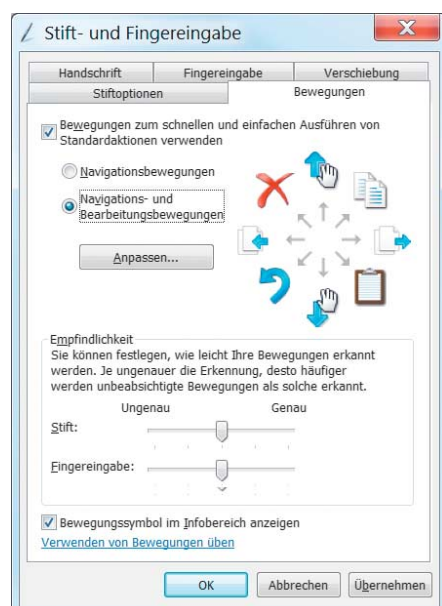 Stift- und Fingereingabe
Handschrift Fingereingabe Verschiebung
Stiftoptionen Bewegungen
Bewegungen zum schnellen und einfachen Ausführen von
Standardaktionen verwenden
Navigationsbewegungen
Navigations- und
Bearbeitungsbewegungen
Anpassen...
Empfindlichkeit
Sie können festlegen, wie leicht Ihre Bewegungen erkannt
werden. Je ungenauer die Erkennung, desto häufiger
werden unbeabsichtigte Bewegungen als solche erkannt.
Ungenau Genau
Stift:
Fingereingabe:
Bewegungssymbol im Infobereich anzeigen
Verwenden von Bewegungen üben
OK Abbrechen Übernehmen